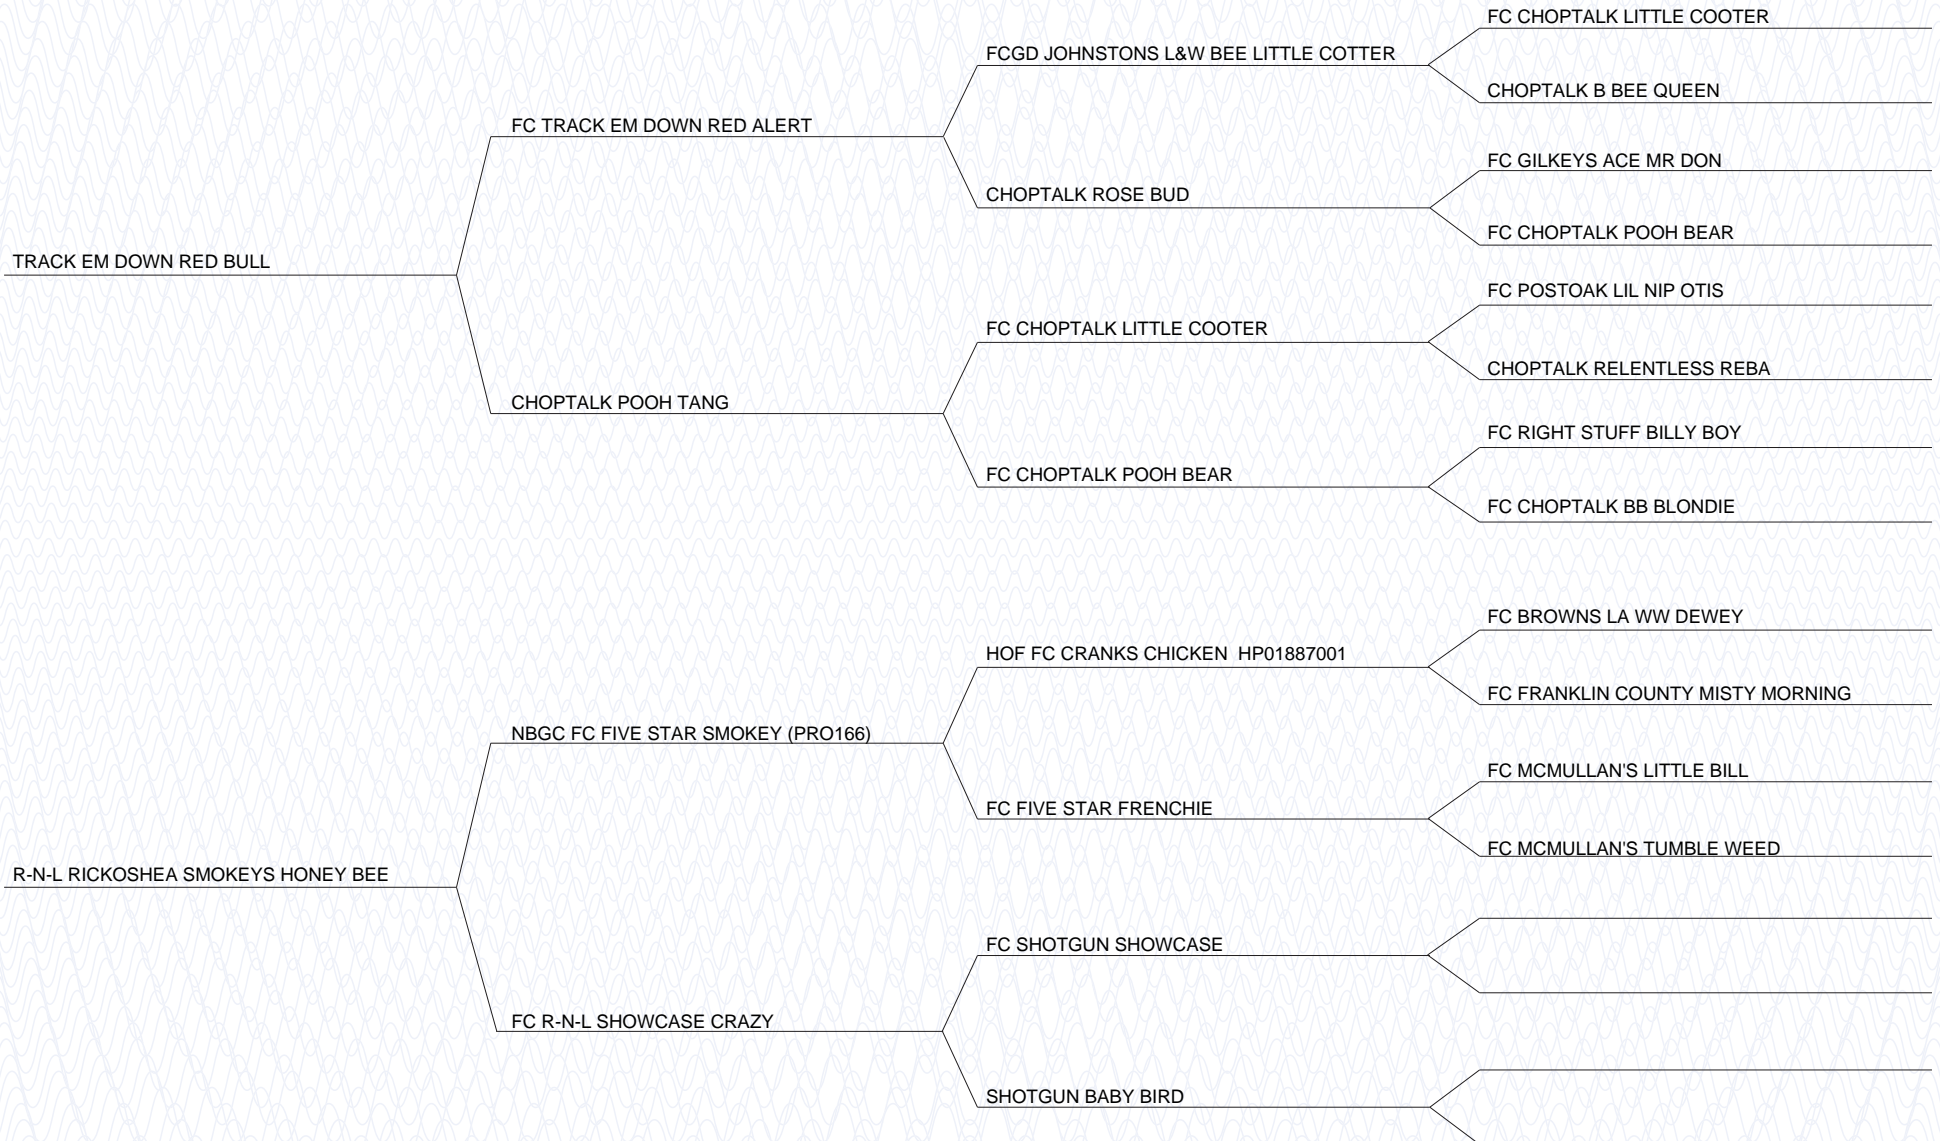 FC CHOPTALK LITTLE COOTER
FCGD JOHNSTONS L&W BEE LITTLE COTTER
CHOPTALK B BEE QUEEN
FC TRACK EM DOWN RED ALERT
FC GILKEYS ACE MR DON
CHOPTALK ROSE BUD
FC CHOPTALK POOH BEAR
TRACK EM DOWN RED BULL
FC POSTOAK LIL NIP OTIS
FC CHOPTALK LITTLE COOTER
CHOPTALK RELENTLESS REBA
CHOPTALK POOH TANG
FC RIGHT STUFF BILLY BOY
FC CHOPTALK POOH BEAR
FC CHOPTALK BB BLONDIE
FC BROWNS LA WW DEWEY
HOF FC CRANKS CHICKEN  HP01887001
FC FRANKLIN COUNTY MISTY MORNING
NBGC FC FIVE STAR SMOKEY (PRO166)
FC MCMULLAN'S LITTLE BILL
FC FIVE STAR FRENCHIE
FC MCMULLAN'S TUMBLE WEED
R-N-L RICKOSHEA SMOKEYS HONEY BEE
FC SHOTGUN SHOWCASE
FC R-N-L SHOWCASE CRAZY
SHOTGUN BABY BIRD